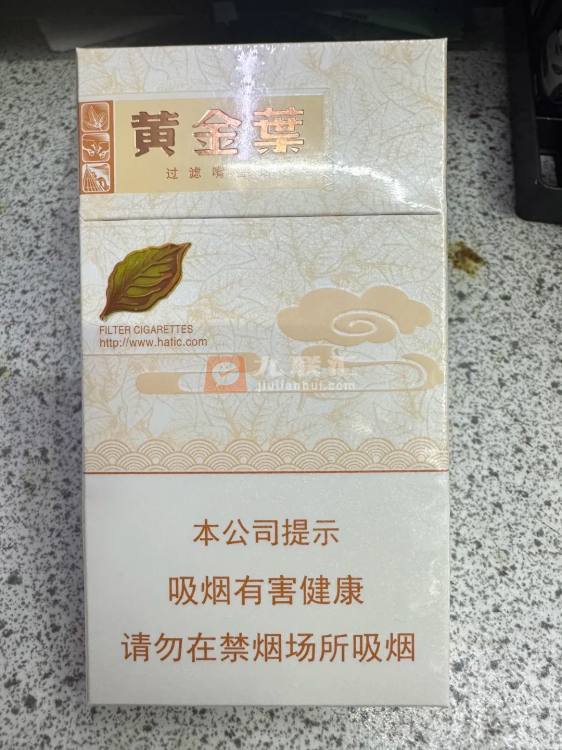 黄金葉
过滤嘴
FILTER CIGARETTES
http://www.hatic.com
九联汇
jiulianhui.com
本公司提示
吸烟有害健康
请勿在禁烟场所吸烟